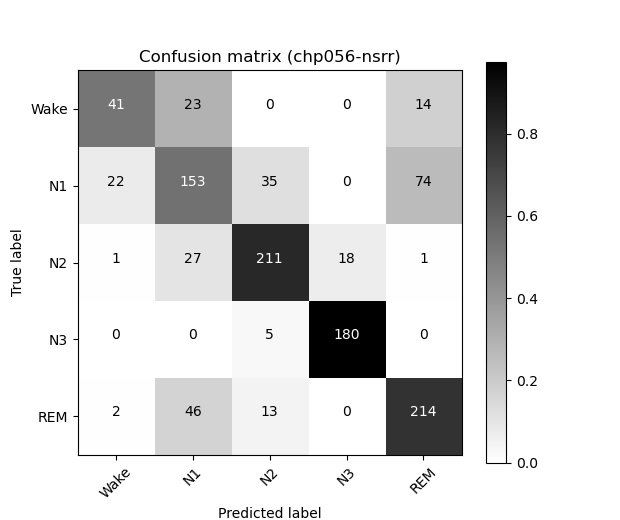 Confusion matrix (chp056-nsrr)
Wake 41 23 0 0 14
N1 22 153 35 0 74
N2 1 27 211 18 1
N3 0 0 5 180 0
REM 2 46 13 0 214
Wake N1 N2 N3 REM
Predicted label
True label
0.8
0.6
0.4
0.2
0.0